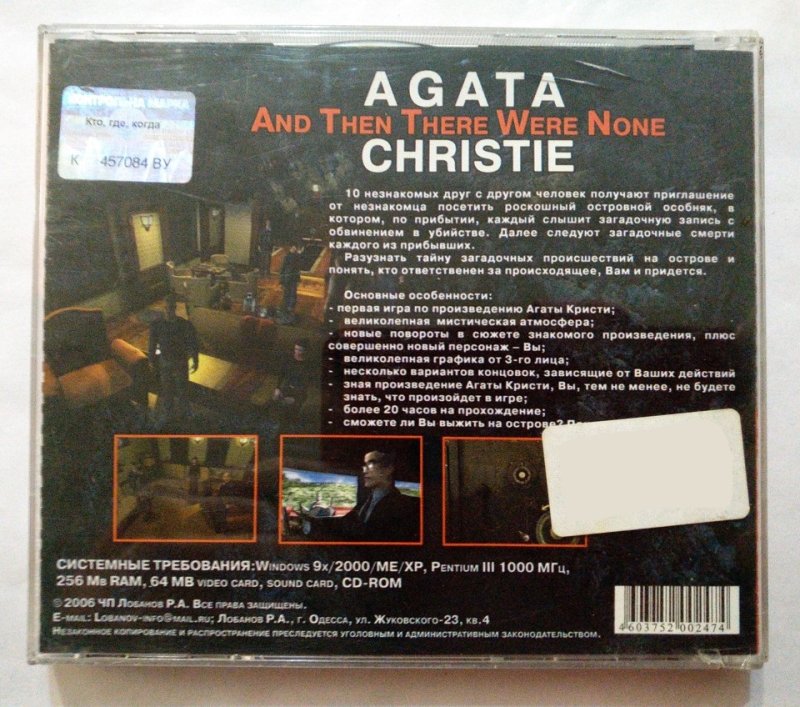 КОНТРОЛЬНА МАРКА
Кто, где, когда
К 457084 ВУ
AGATA
AND THEN THERE WERE NONE
CHRISTIE
10 незнакомых друг с другом человек получают приглашение
от незнакомца посетить роскошный островной особняк, в
котором, по прибытии, каждый слышит загадочную запись с
обвинением в убийстве. Далее следуют загадочные смерти
каждого из прибывших.
Разузнать тайну загадочных происшествий на острове и
понять, кто ответственен за происходящее, Вам и придется.
Основные особенности:
- первая игра по произведению Агаты Кристи;
- великолепная мистическая атмосфера;
- новые повороты в сюжете знакомого произведения, плюс
совершенно новый персонаж – Вы;
- великолепная графика от 3-го лица;
- несколько вариантов концовок, зависящие от Ваших действий
- зная произведение Агаты Кристи, Вы, тем не менее, не будете
знать, что произойдет в игре;
- более 20 часов на прохождение;
- сможете ли Вы выжить на острове?
СИСТЕМНЫЕ ТРЕБОВАНИЯ:WINDOWS 9X/2000/ME/XP, PENTIUM III 1000 МГЦ,
256 MB RAM, 64 MB VIDEO CARD, SOUND CARD, CD-ROM
© 2006 ЧП ЛОБАНОВ Р.А. ВСЕ ПРАВА ЗАЩИЩЕНЫ.
E-MAIL: LOBANOV-INFO@MAIL.RU; ЛОБАНОВ Р.А., Г. ОДЕССА, УЛ. ЖУКОВСКОГО-23, КВ.4
НЕЗАКОННОЕ КОПИРОВАНИЕ И РАСПРОСТРАНЕНИЕ ПРЕСЛЕДУЕТСЯ УГОЛОВНЫМ И АДМИНИСТРАТИВНЫМ ЗАКОНОДАТЕЛЬСТВОМ.
4603752002474